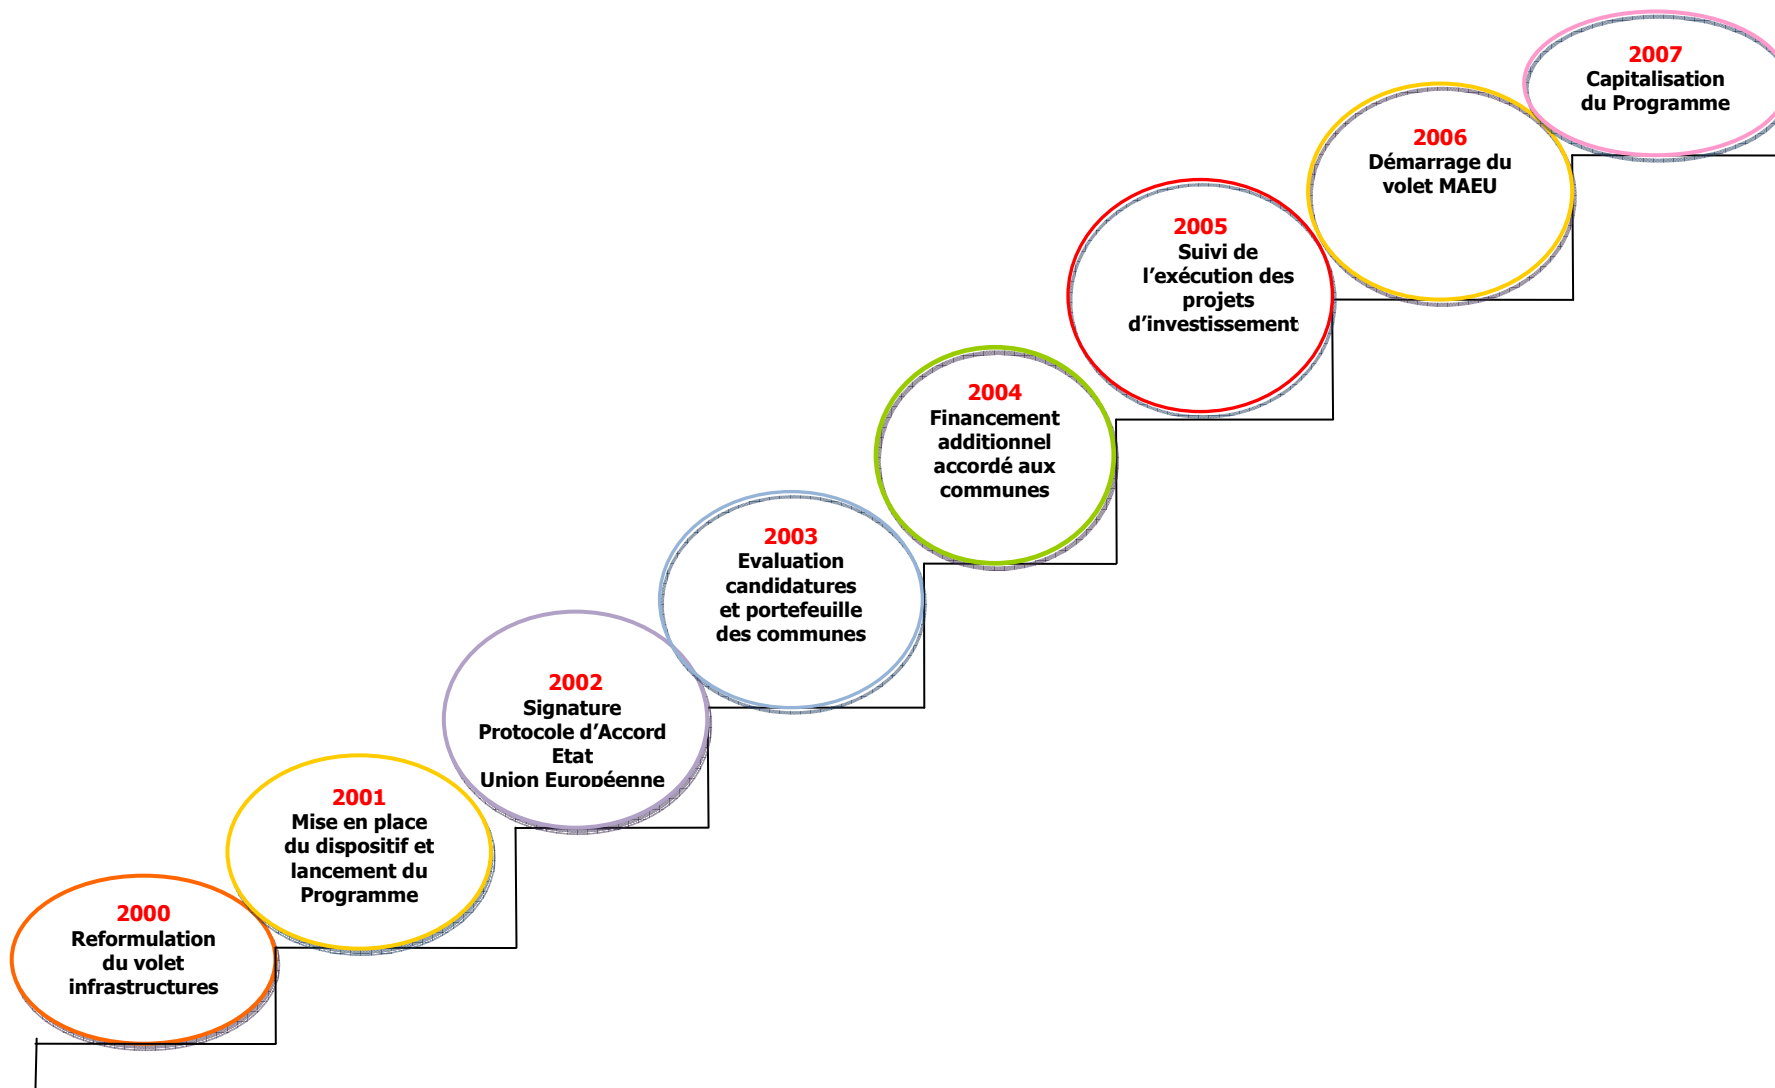 2007
Capitalisation
du Programme
2006
Démarrage du
volet MAEU
2005
Suivi de
l’exécution des
projets
d’investissement
2004
Financement
additionnel
accordé aux
communes
2003
Evaluation
candidatures
et portefeuille
des communes
2002
Signature
Protocole d’Accord
Etat
Union Européenne
2001
Mise en place
du dispositif et
lancement du
Programme
2000
Reformulation
du volet
infrastructures